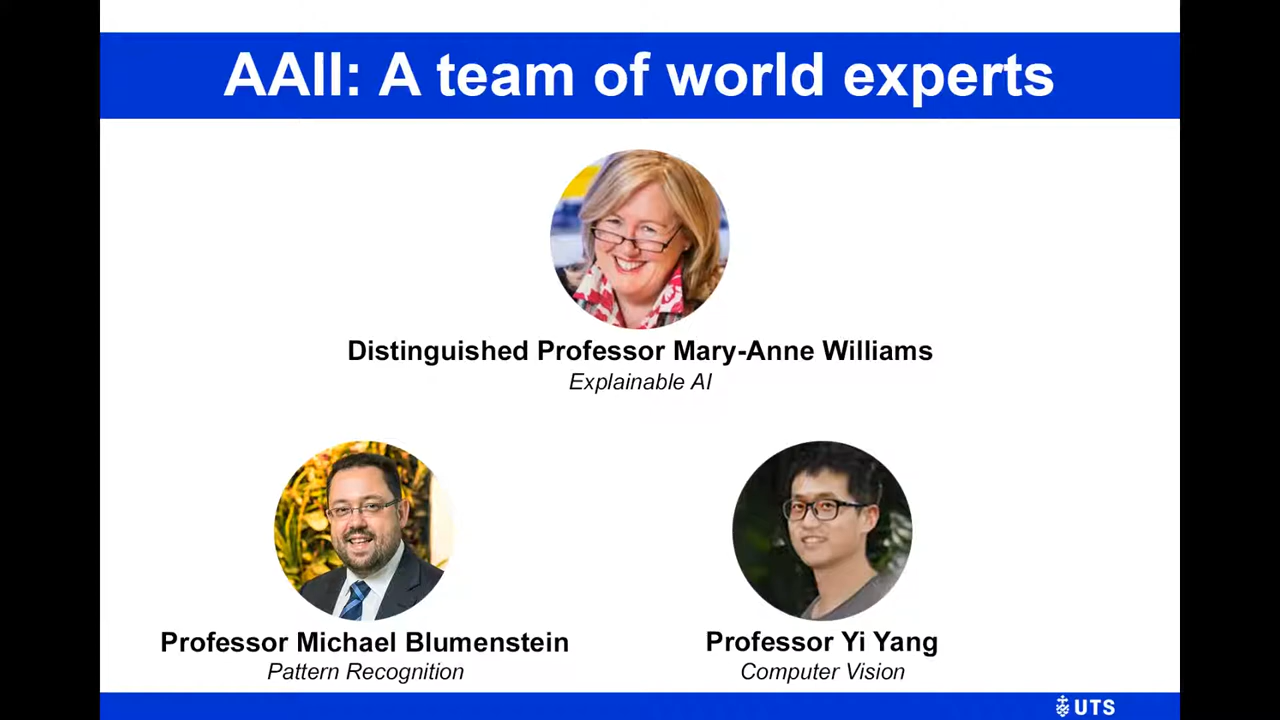 AAII: A team of world experts
Distinguished Professor Mary-Anne Williams
Explainable AI
Professor Michael Blumenstein
Pattern Recognition
Professor Yi Yang
Computer Vision
UTS